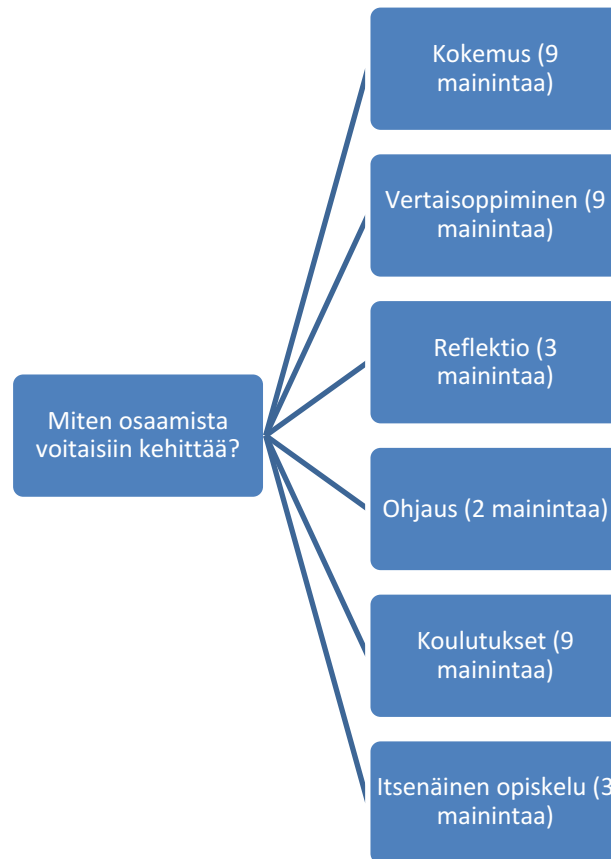 Kokemus (9
mainintaa)
Vertaisoppiminen (9
mainintaa)
Reflektio (3
mainintaa)
Miten osaamista
voitaisiin kehittää?
Ohjaus (2 mainintaa)
Koulutukset (9
mainintaa)
Itsenäinen opiskelu (3
mainintaa)